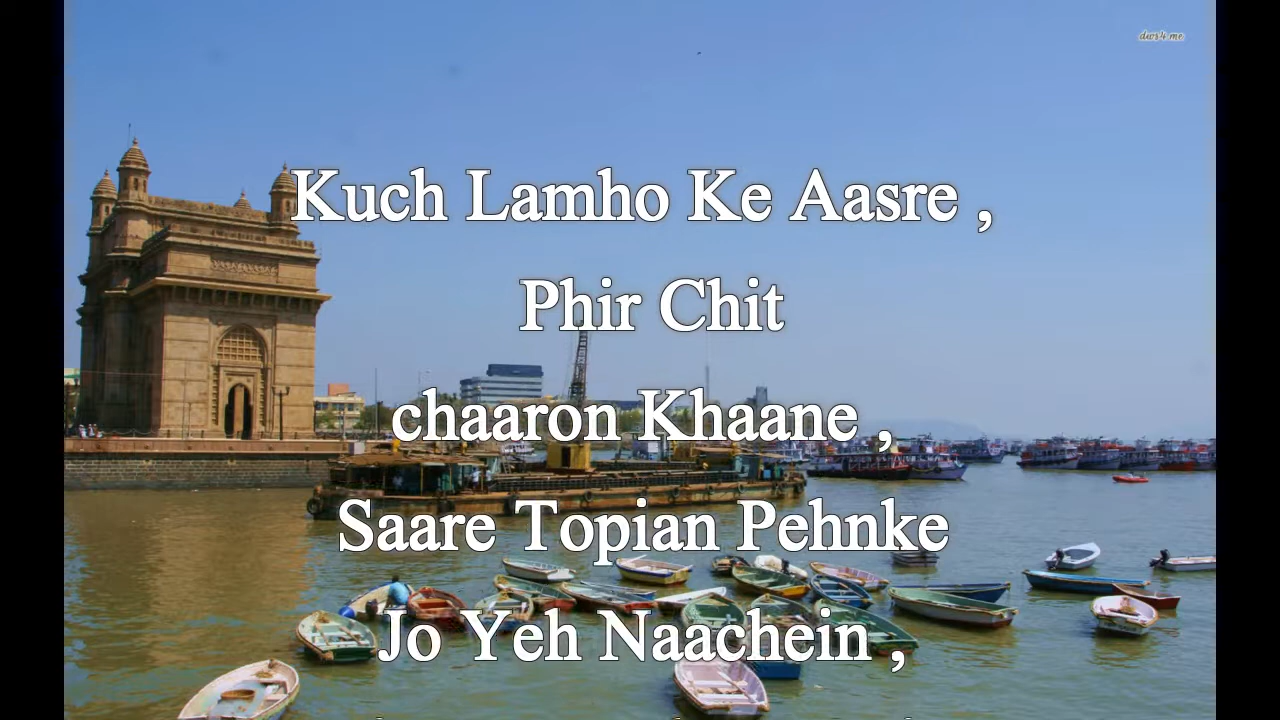 Kuch Lamho Ke Aasre ,
Phir Chit
chaaron Khaane ,
Saare Topian Pehnke
Jo Yeh Naachein ,